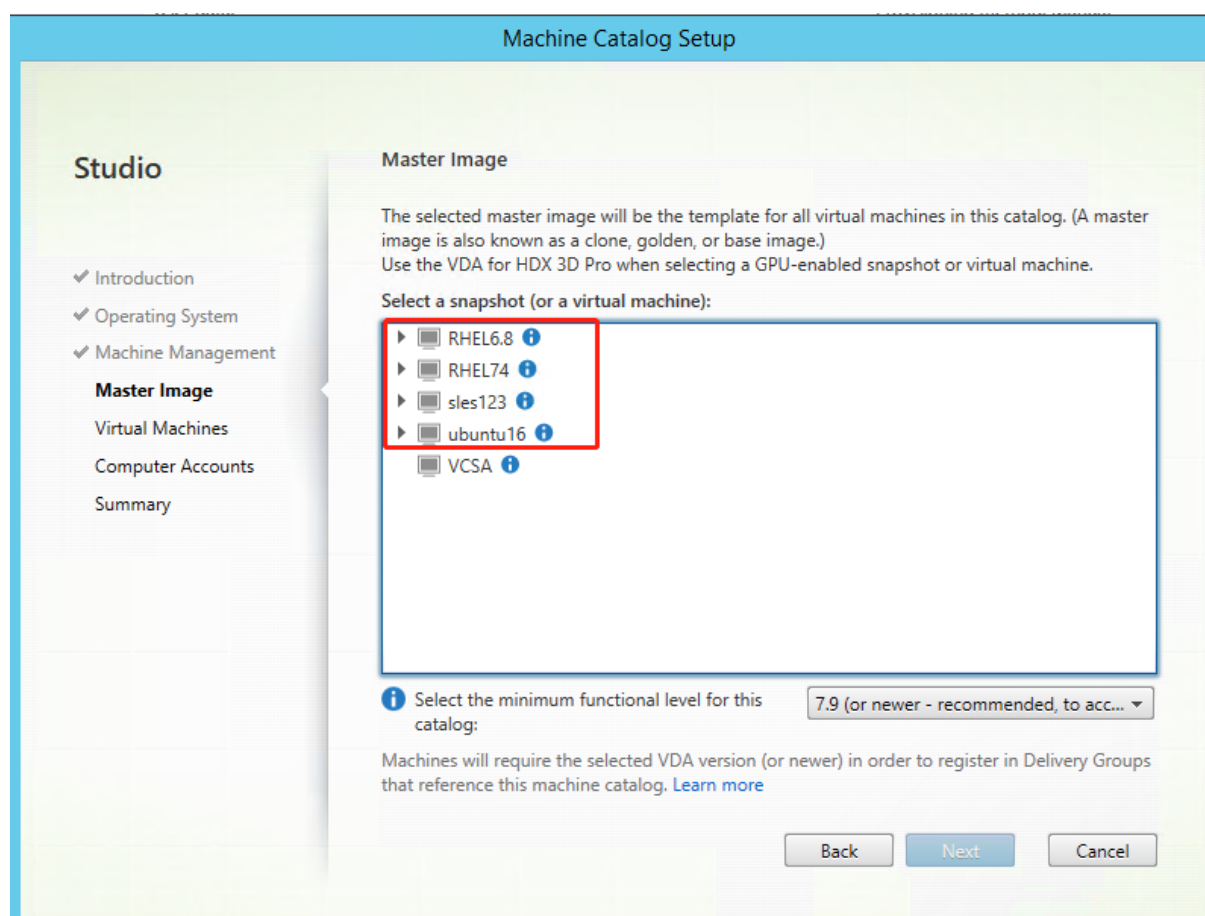 Machine Catalog Setup
Studio
Introduction
Operating System
Machine Management
Master Image
Virtual Machines
Computer Accounts
Summary
Master Image
The selected master image will be the template for all virtual machines in this catalog. (A master
image is also known as a clone, golden, or base image.)
Use the VDA for HDX 3D Pro when selecting a GPU-enabled snapshot or virtual machine.
Select a snapshot (or a virtual machine):
RHEL6.8
RHEL74
sles123
ubuntu16
VCSA
Select the minimum functional level for this
catalog:
7.9 (or newer - recommended, to acc...
Machines will require the selected VDA version (or newer) in order to register in Delivery Groups
that reference this machine catalog. Learn more
Back
Next
Cancel